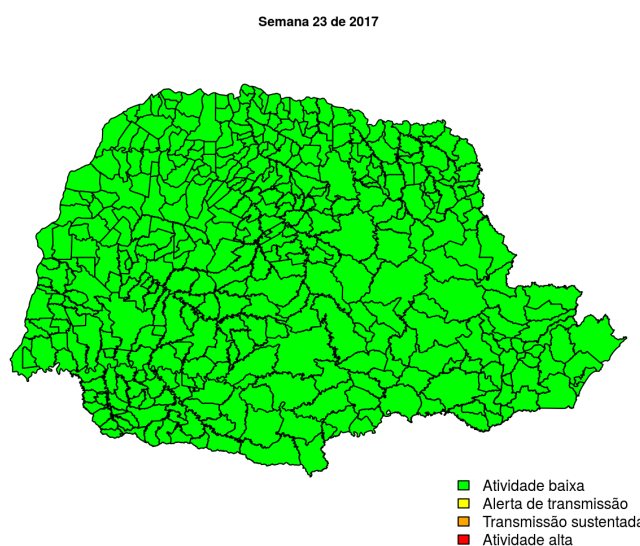 Semana 23 de 2017
Atividade baixa
Alerta de transmissão
Transmissão sustentada
Atividade alta